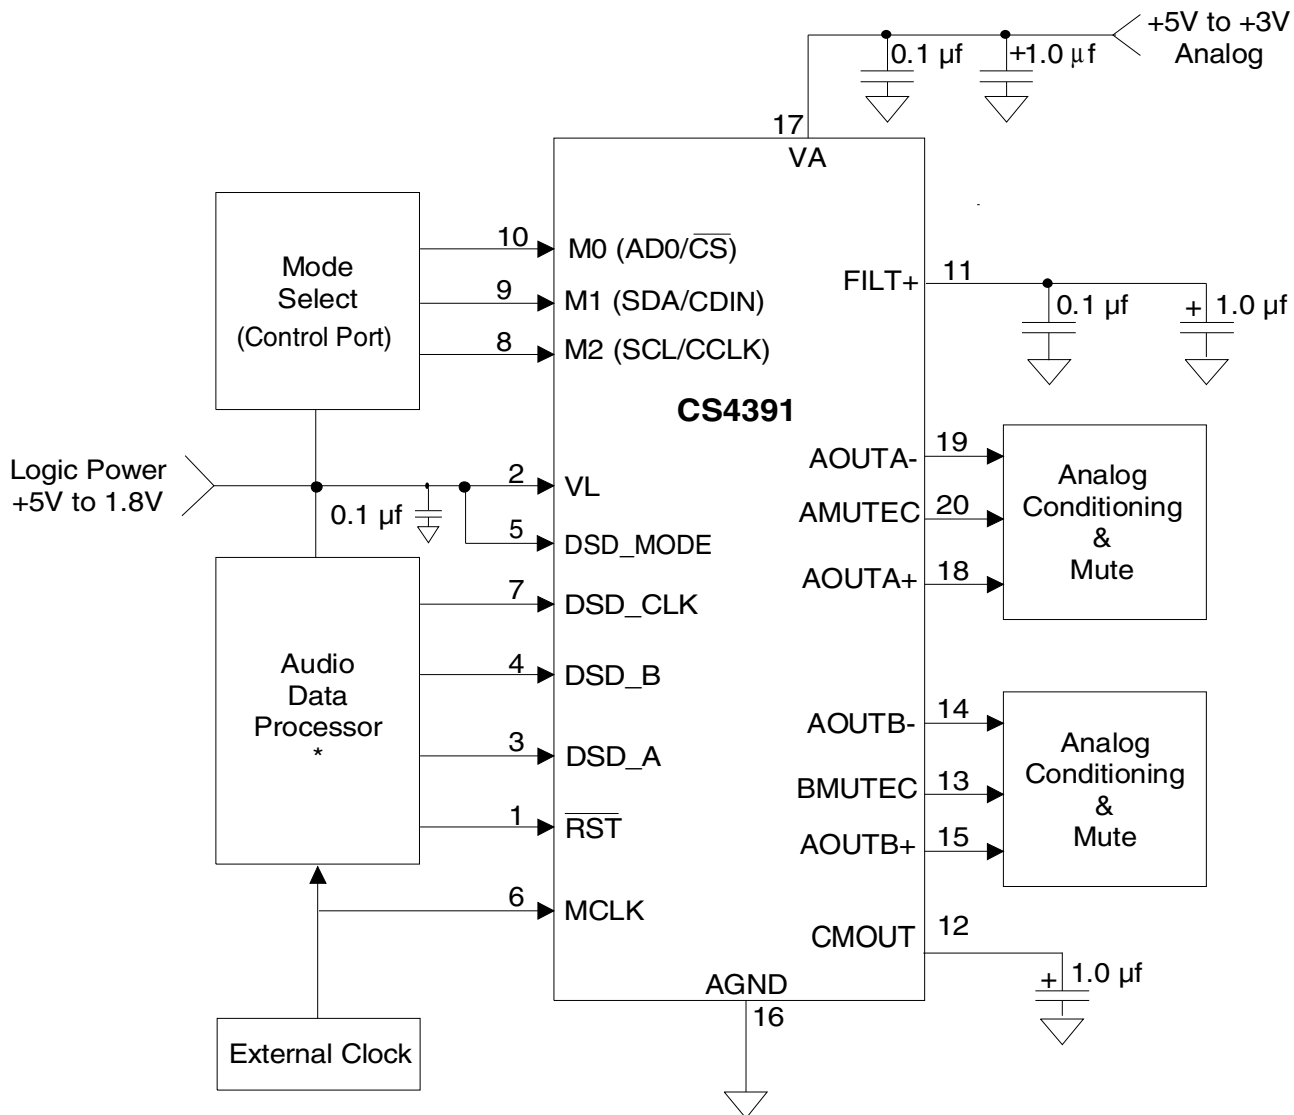 +5V to +3V
Analog
0.1 µf
+
1.0 µf
17
VA
Mode
Select
(Control Port)
10
M0 (AD0/CS)
9
M1 (SDA/CDIN)
8
M2 (SCL/CCLK)
CS4391
FILT+
11
0.1 µf
+
1.0 µf
Logic Power
+5V to 1.8V
0.1 µf
2
VL
5
DSD_MODE
7
DSD_CLK
4
DSD_B
3
DSD_A
1
RST
6
MCLK
Audio
Data
Processor
*
External Clock
AOUTA-
19
AMUTEC
20
AOUTA+
18
Analog
Conditioning
&
Mute
AOUTB-
14
BMUTEC
13
AOUTB+
15
Analog
Conditioning
&
Mute
CMOUT
12
+
1.0 µf
AGND
16